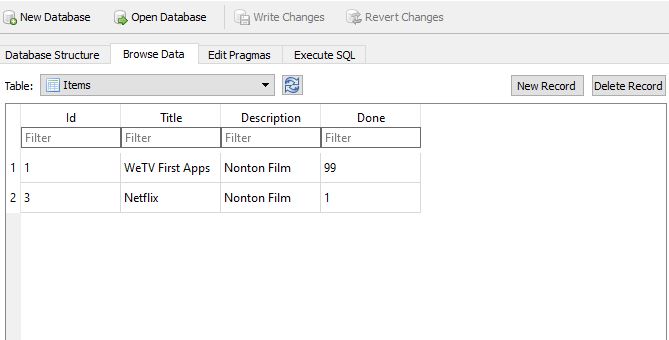 New Database Open Database Write Changes Revert Changes
Database Structure Browse Data Edit Pragmas Execute SQL
Table: Items New Record Delete Record
Id Title Description Done
Filter Filter Filter Filter
1 1 WeTV First Apps Nonton Film 99
2 3 Netflix Nonton Film 1